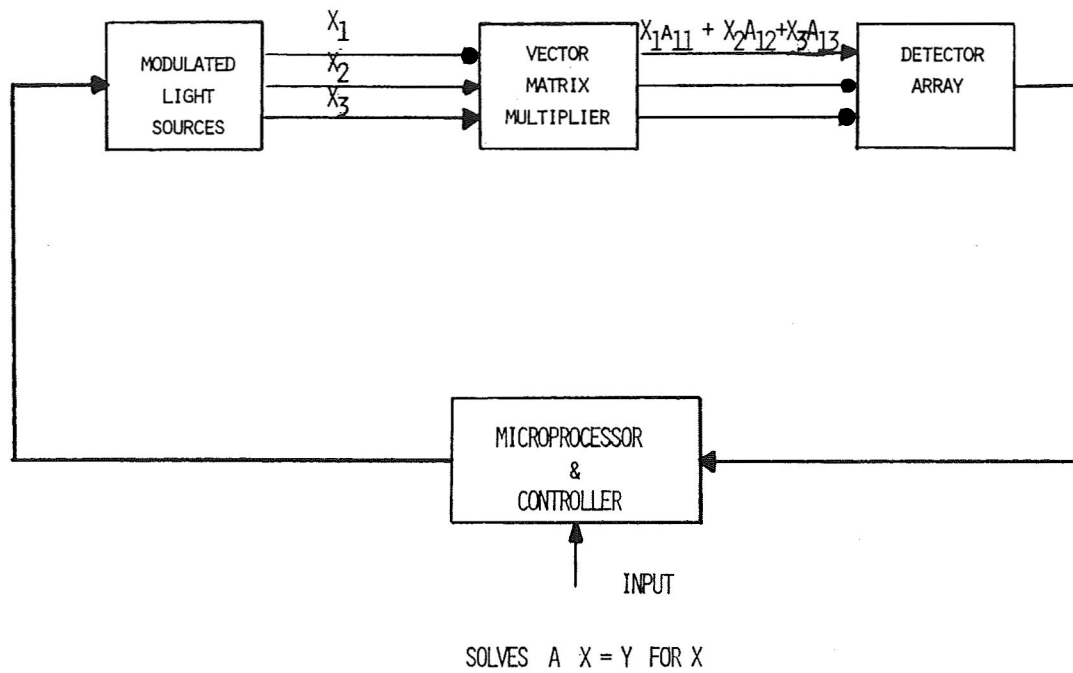 MODULATED
LIGHT
SOURCES
X1
X2
X3
VECTOR
MATRIX
MULTIPLIER
X1A11 + X2A12+X3A13
DETECTOR
ARRAY
MICROPROCESSOR
&
CONTROLLER
INPUT
SOLVES A X = Y FOR X